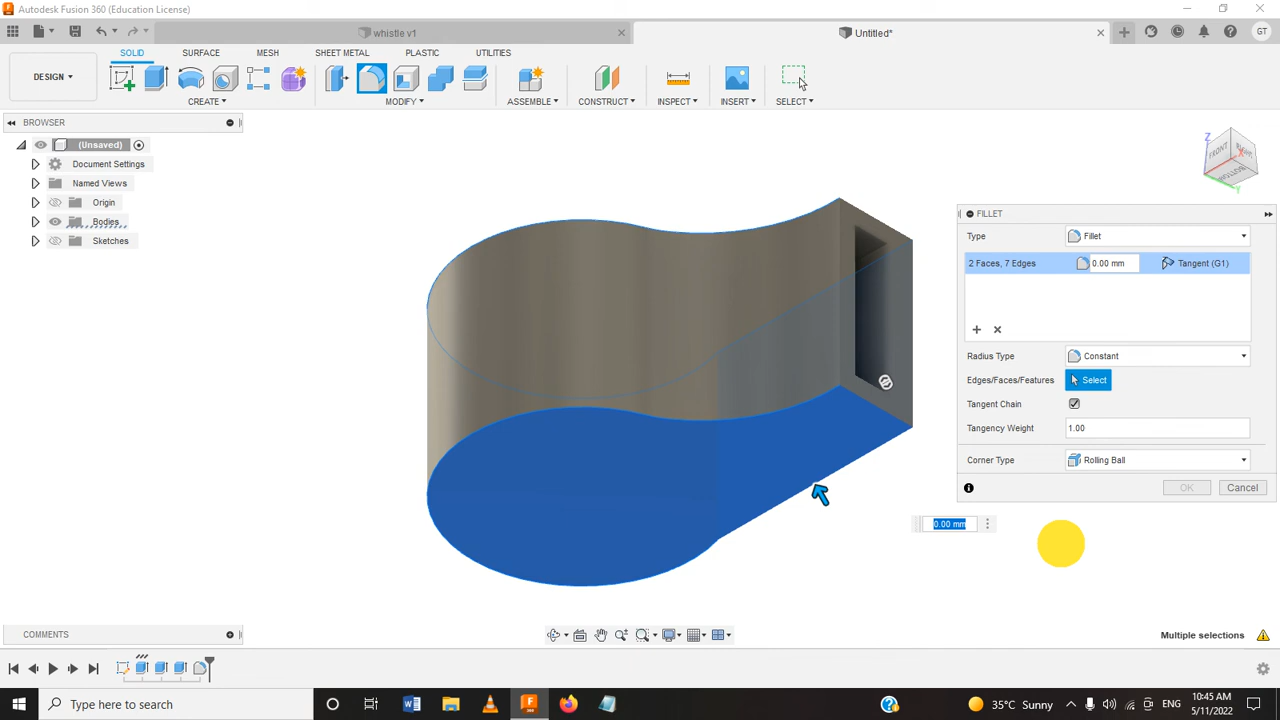 Autodesk Fusion 360 (Education License)
whistle v1
Untitled*
GT
DESIGN
SOLID
SURFACE
MESH
SHEET METAL
PLASTIC
UTILITIES
CREATE
MODIFY
ASSEMBLE
CONSTRUCT
INSPECT
INSERT
SELECT
BROWSER
(Unsaved)
Document Settings
Named Views
Origin
Bodies
Sketches
Z
FRONT
RIGHT
BOTTOM
X
Y
FILLET
Type
Fillet
2 Faces, 7 Edges
0.00 mm
Tangent (G1)
Radius Type
Constant
Edges/Faces/Features
Select
Tangent Chain
Tangency Weight
1.00
Corner Type
Rolling Ball
OK
Cancel
0.00 mm
COMMENTS
Multiple selections
Type here to search
35°C Sunny
ENG
10:45 AM
5/11/2022